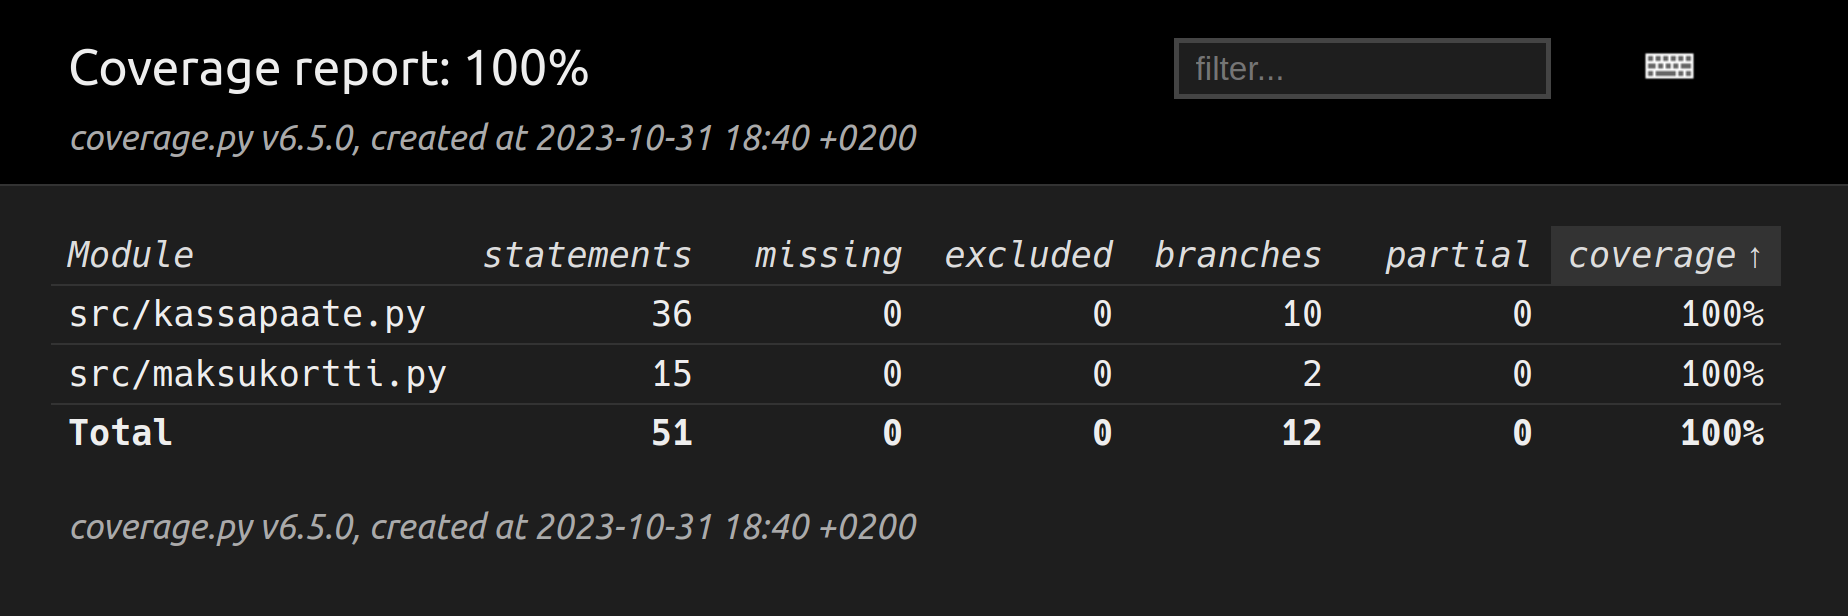 Coverage report: 100%
filter...
coverage.py v6.5.0, created at 2023-10-31 18:40 +0200
Module statements missing excluded branches partial coverage ↑
src/kassapaate.py 36 0 0 10 0 100%
src/maksukortti.py 15 0 0 2 0 100%
Total 51 0 0 12 0 100%
coverage.py v6.5.0, created at 2023-10-31 18:40 +0200